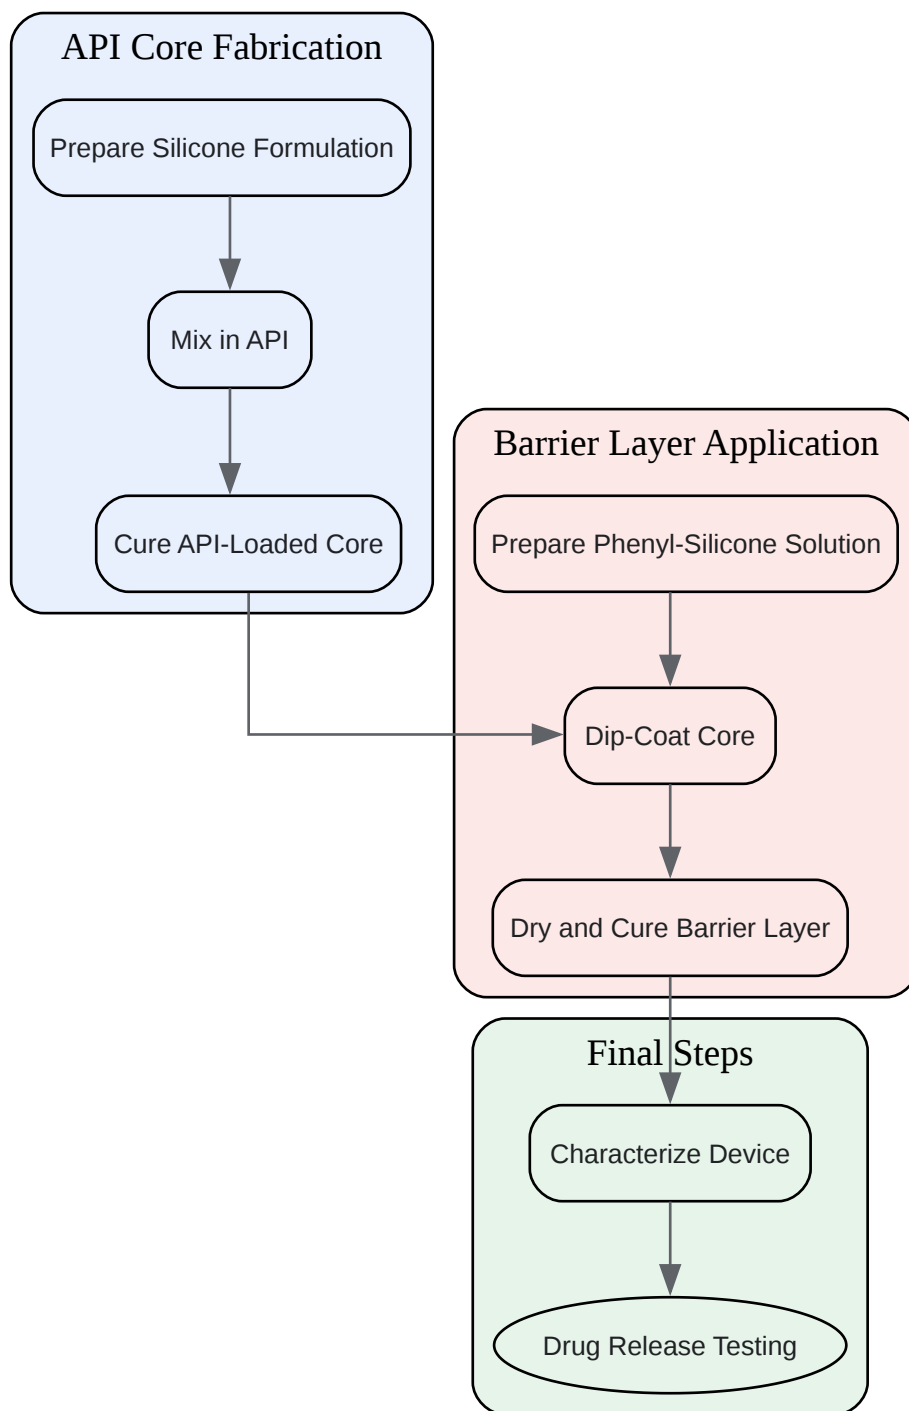 API Core Fabrication
Prepare Silicone Formulation
Mix in API
Cure API-Loaded Core
Barrier Layer Application
Prepare Phenyl-Silicone Solution
Dip-Coat Core
Dry and Cure Barrier Layer
Final Steps
Characterize Device
Drug Release Testing